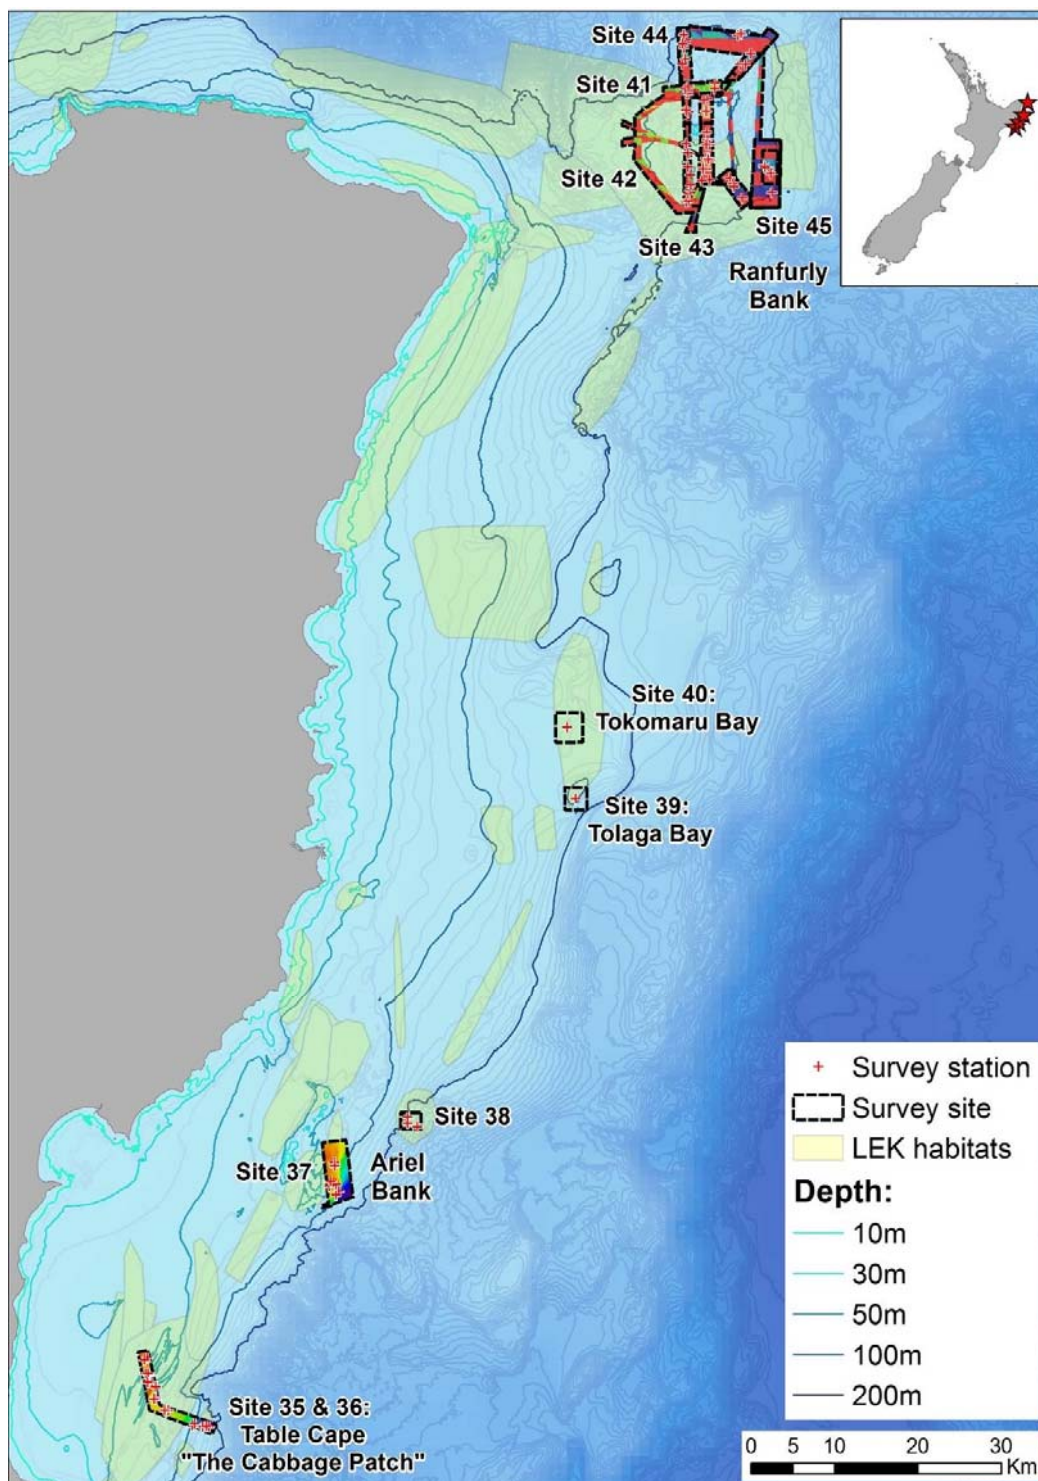 Site 44
Site 41
Site 42
Site 43
Site 45
Ranfurly
Bank
Site 40:
Tokomaru Bay
Site 39:
Tolaga Bay
Site 38
Site 37
Ariel
Bank
Site 35 & 36:
Table Cape
"The Cabbage Patch"
Survey station
Survey site
LEK habitats
Depth:
10m
30m
50m
100m
200m
0 5 10 20 30
Km